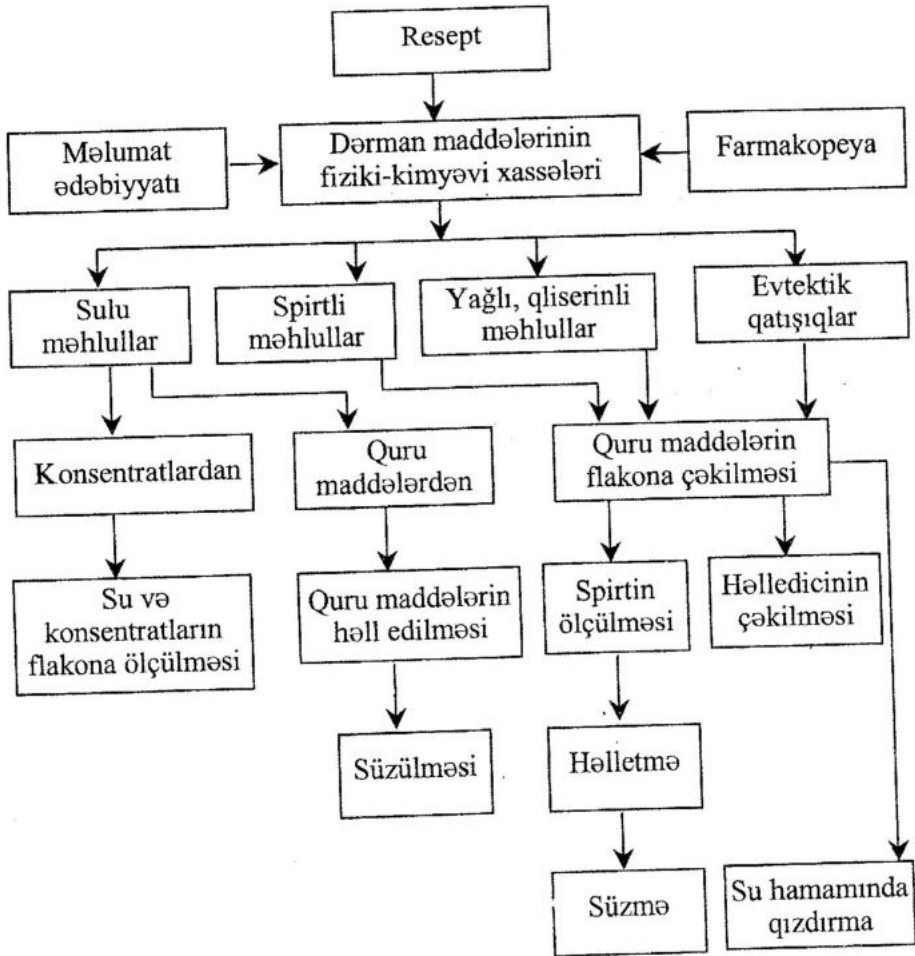 Resept
Məlumat
ədəbiyyatı
Dərman maddələrinin
fiziki-kimyəvi xassələri
Farmakopeya
Sulu
məhlullar
Spirtli
məhlullar
Yağlı, qliserinli
məhlullar
Evtektik
qatışıqlar
Konsentratlardan
Quru
maddələrdən
Quru maddələrin
flakona çəkilməsi
Su və
konsentratların
flakona ölçülməsi
Quru maddələrin
həll edilməsi
Spirtin
ölçülməsi
Həlledicinin
çəkilməsi
Süzülməsi
Həlletmə
Süzmə
Su hamamında
qızdırma